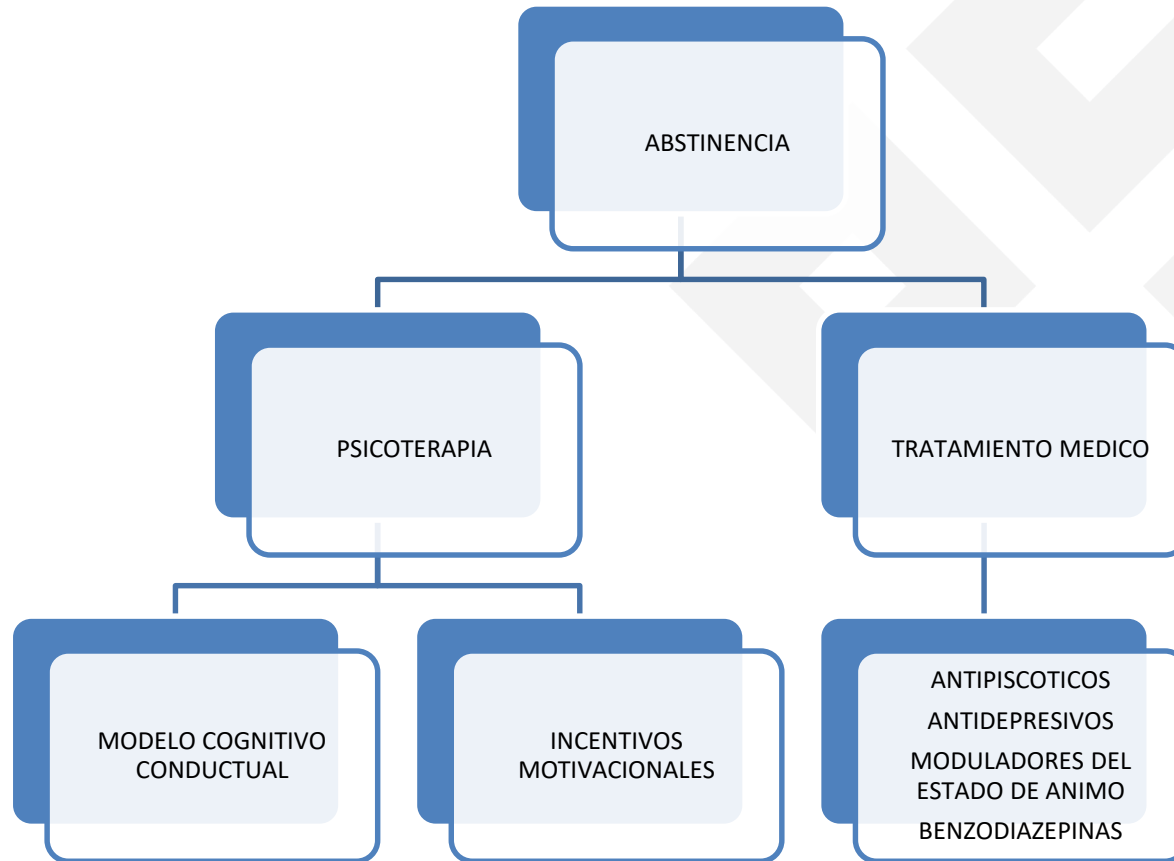 ABSTINENCIA
PSICOTERAPIA
TRATAMIENTO MEDICO
MODELO COGNITIVO
CONDUCTUAL
INCENTIVOS
MOTIVACIONALES
ANTIPISCOTICOS
ANTIDEPRESIVOS
MODULADORES DEL
ESTADO DE ANIMO
BENZODIAZEPINAS